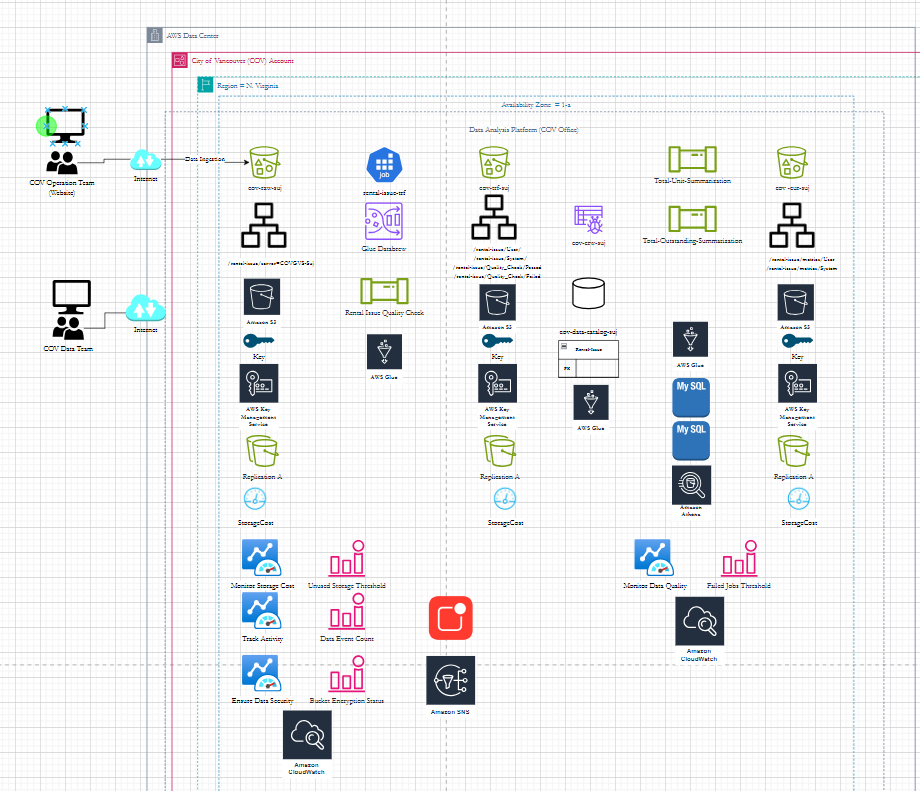 AWS Data Center
City of Vancouver (COV) Account
Region = N. Virginia
Availability Zone = 1-a
Data Analysis Platform (COV Office)
COV Operation Team
(Website)
Internet
Data Ingestion
cov-raw-suj
job
rental-issue-trf
cov-trf-suj
Total-Unit-Summarization
cov-cur-suj
/rental-issue/server=COVGVS-Suj
Glue Databrew
/rental-issue/User/
/rental-issue/System/
/rental-issue/Quality_Check/Passed
/rental-issue/Quality_Check/Failed
cov-crw-suj
Total-Outstanding-Summarization
/rental-issue/metrics/User
/rental-issue/metrics/System
COV Data Team
Internet
Amazon S3
Rental Issue Quality Check
Amazon S3
cov-data-catalog-suj
Amazon S3
Key
AWS Glue
Key
Rental-Issue
PK
AWS Glue
Key
AWS Key
Management
Service
AWS Key
Management
Service
AWS Glue
My SQL
My SQL
AWS Key
Management
Service
Replication A
Replication A
Amazon
Athena
Replication A
StorageCost
StorageCost
StorageCost
Monitor Storage Cost
Unused Storage Threshold
Monitor Data Quality
Failed Jobs Threshold
Track Activity
Data Event Count
Amazon
CloudWatch
Ensure Data Security
Bucket Encryption Status
Amazon SNS
Amazon
CloudWatch